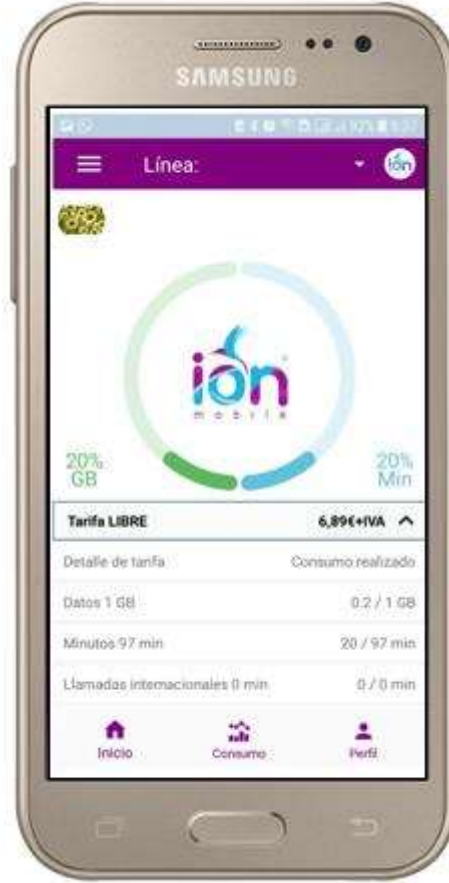 SAMSUNG
Línea:
ión
ión
mobile
20%
GB
20%
Min
Tarifa LIBRE 6,89€+IVA
Detalle de tarifa Consumo realizado
Datos 1 GB 0.2 / 1 GB
Minutos 97 min 20 / 97 min
Llamadas internacionales 0 min 0 / 0 min
Inicio Consumo Perfil